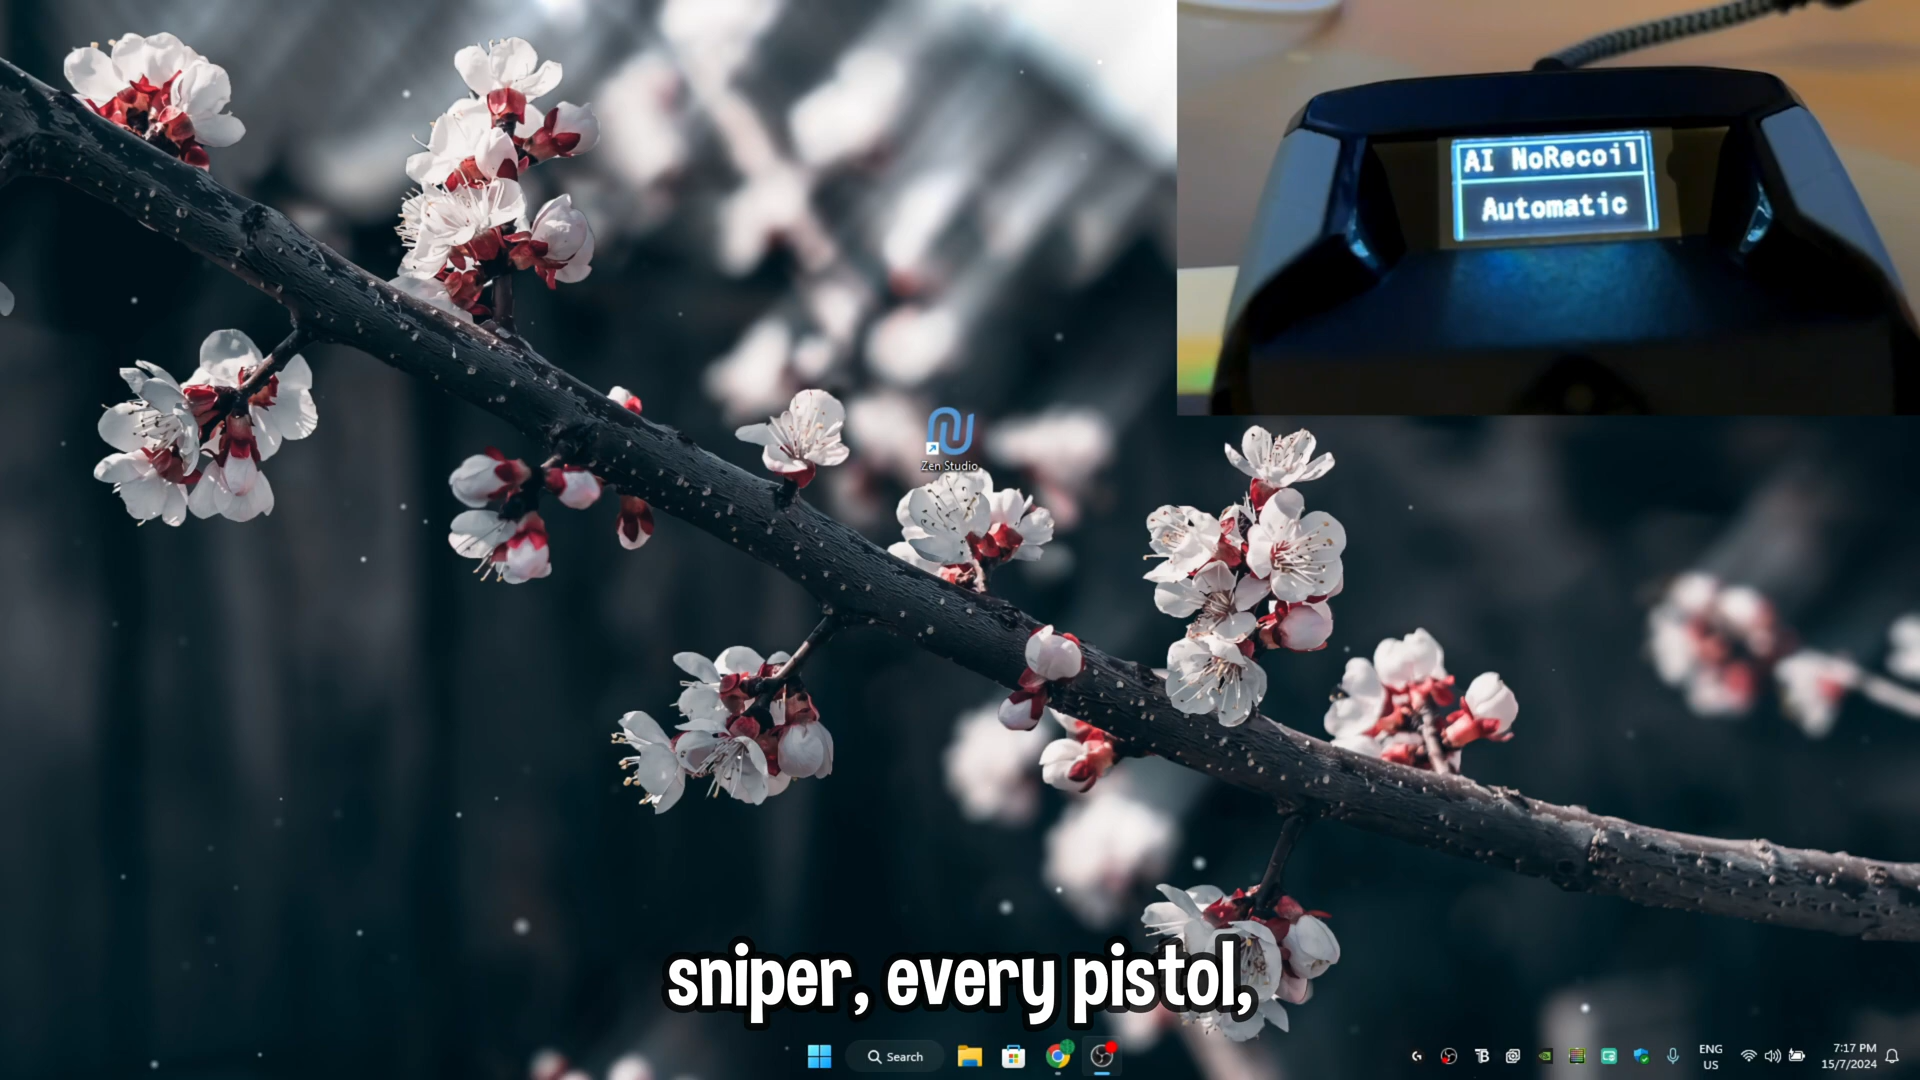 AI NoRecoil
Automatic
Zen Studio
sniper, every pistol,
Search
ENG
US
7:17 PM
15/7/2024